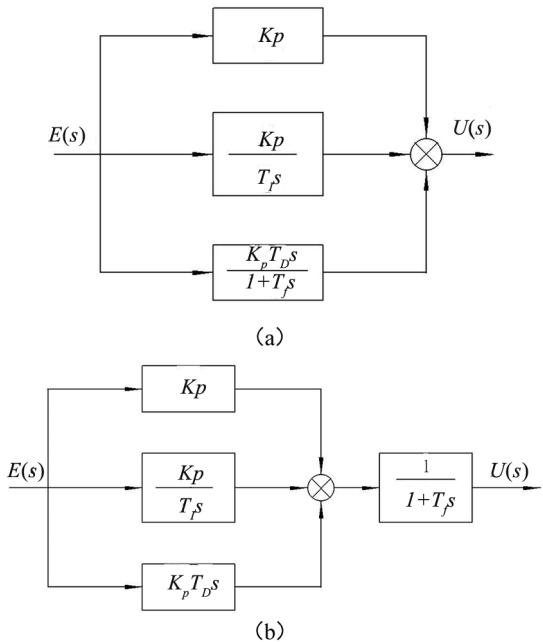 Kp
E(s)
Kp
T_I s
U(s)
K_p T_D s
1+T_f s
(a)
Kp
E(s)
Kp
T_I s
1
1+T_f s
U(s)
K_p T_D s
(b)